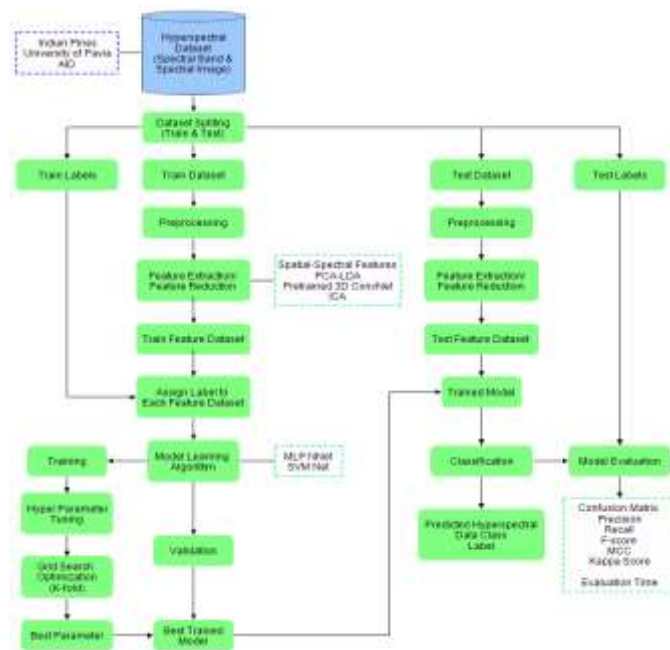 Indian Pines
University of Pavia
AID
Hyperspectral
Dataset
(Spectral Band &
Spectral Image)
Dataset Splitting
(Train & Test)
Train Labels
Train Dataset
Test Dataset
Test Labels
Preprocessing
Preprocessing
Feature Extraction/
Feature Reduction
Spatial-Spectral Features
PCA-LDA
Pretrained 3D ConvNet
ICA
Feature Extraction/
Feature Reduction
Train Feature Dataset
Test Feature Dataset
Assign Label to
Each Feature Dataset
Trained Model
Training
Model Learning
Algorithm
MLP NNet
SVM Net
Classification
Model Evaluation
Hyper Parameter
Tuning
Validation
Predicted Hyperspectral
Data Class
Label
Confusion Matrix
Precision
Recall
F-score
MCC
Kappa Score
Evaluation Time
Grid Search
Optimization
(K-fold)
Best Parameter
Best Trained
Model